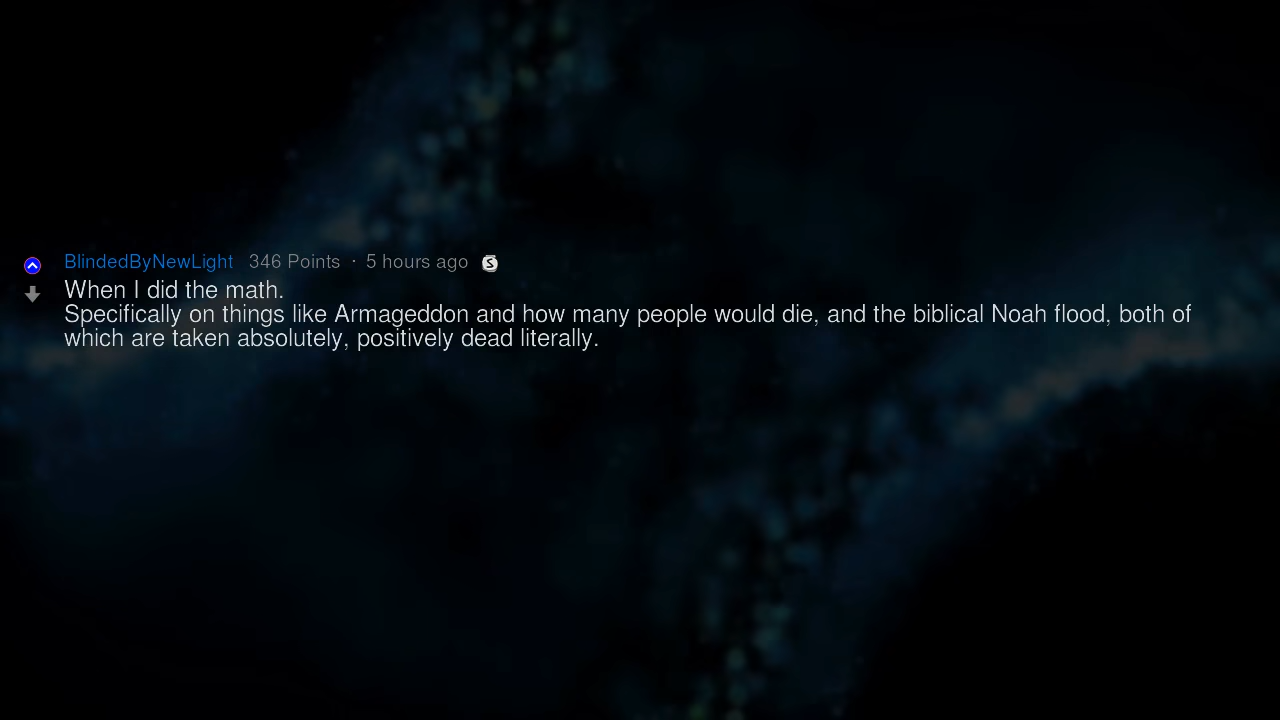 BlindedByNewLight 346 Points · 5 hours ago S
When I did the math.
Specifically on things like Armageddon and how many people would die, and the biblical Noah flood, both of
which are taken absolutely, positively dead literally.